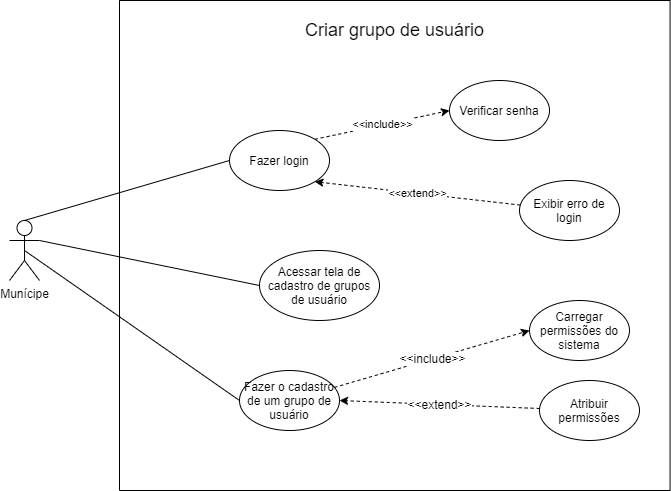 Criar grupo de usuário
Verificar senha
<<include>>
Fazer login
<<extend>>
Exibir erro de
login
Munícipe
Acessar tela de
cadastro de grupos
de usuário
Carregar
permissões do
sistema
<<include>>
Fazer o cadastro
de um grupo de
usuário
<<extend>>
Atribuir
permissões